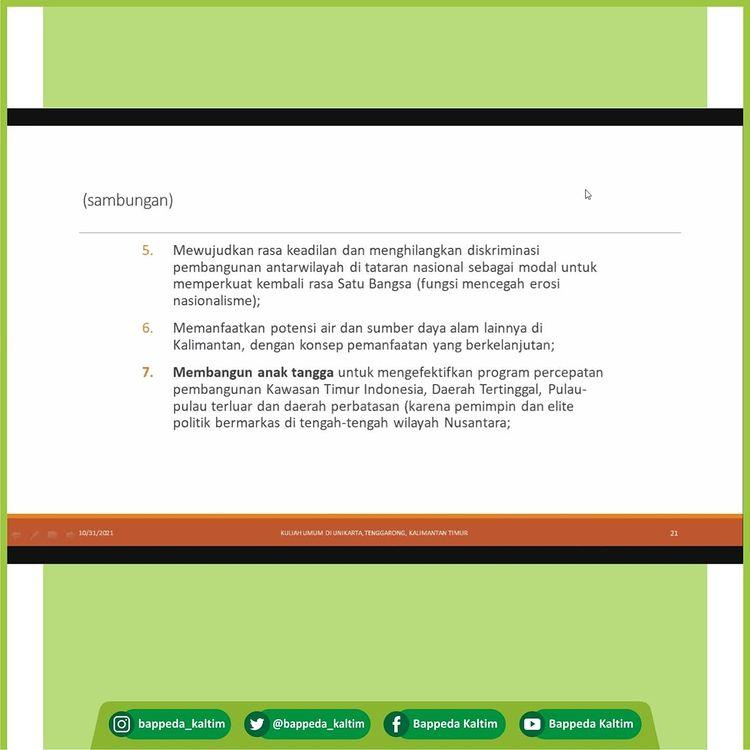 (sambungan)
5. Mewujudkan rasa keadilan dan menghilangkan diskriminasi
pembangunan antarwilayah di tataran nasional sebagai modal untuk
memperkuat kembali rasa Satu Bangsa (fungsi mencegah erosi
nasionalisme);
6. Memanfaatkan potensi air dan sumber daya alam lainnya di
Kalimantan, dengan konsep pemanfaatan yang berkelanjutan;
7. Membangun anak tangga untuk mengefektifkan program percepatan
pembangunan Kawasan Timur Indonesia, Daerah Tertinggal, Pulau-
pulau terluar dan daerah perbatasan (karena pemimpin dan elite
politik bermarkas di tengah-tengah wilayah Nusantara;
10/31/2021 KULIAH UMUM DI UNIKARTA, TENGGARONG, KALIMANTAN TIMUR 21
bappeda_kaltim @bappeda_kaltim Bappeda Kaltim Bappeda Kaltim